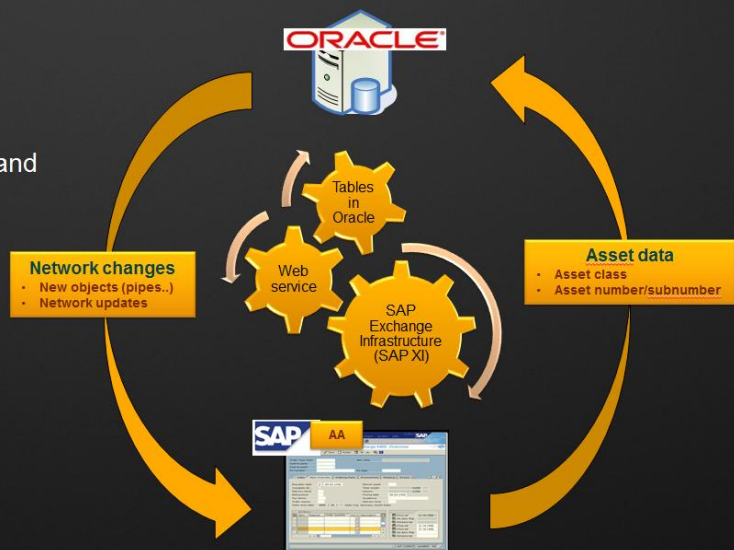 ORACLE
and
Tables
in
Oracle
Web
service
SAP
Exchange
Infrastructure
(SAP XI)
Network changes
• New objects (pipes..)
• Network updates
Asset data
• Asset class
• Asset number/subnumber
SAP
AA
SAP